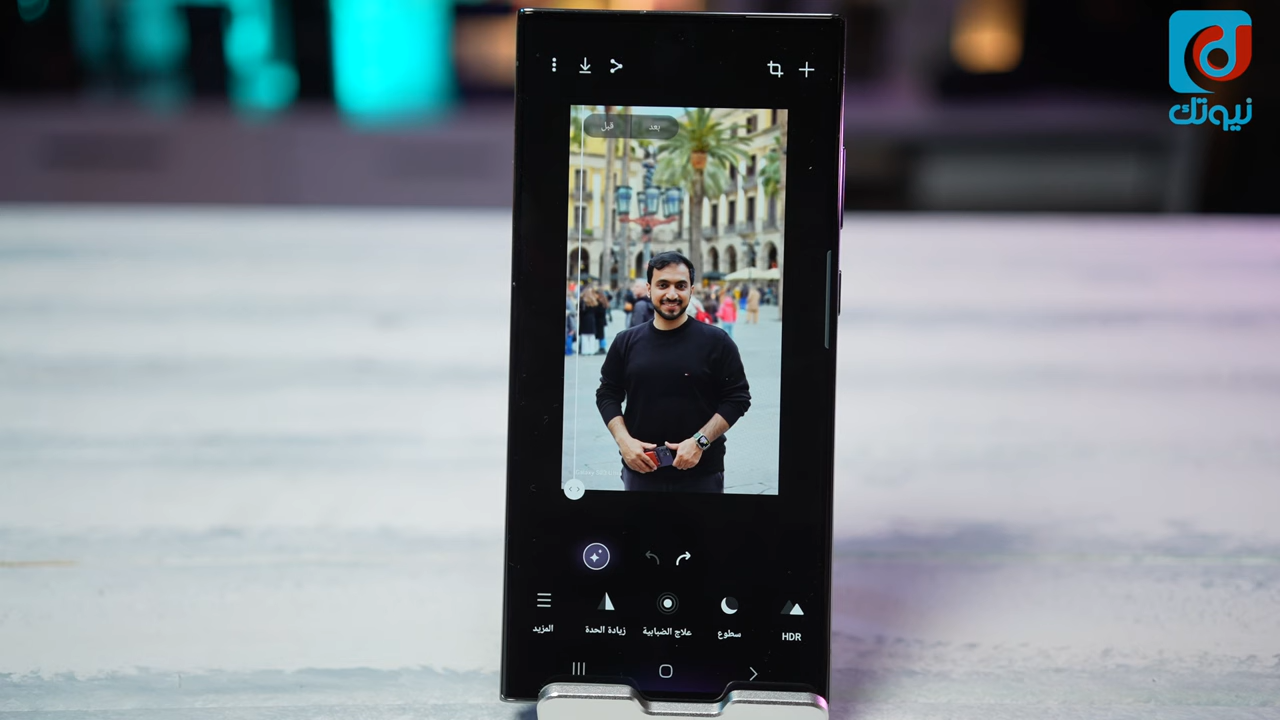 نيوتك
بعد قبل
HDR سطوع علاج الضبابية زيادة الحدة المزيد